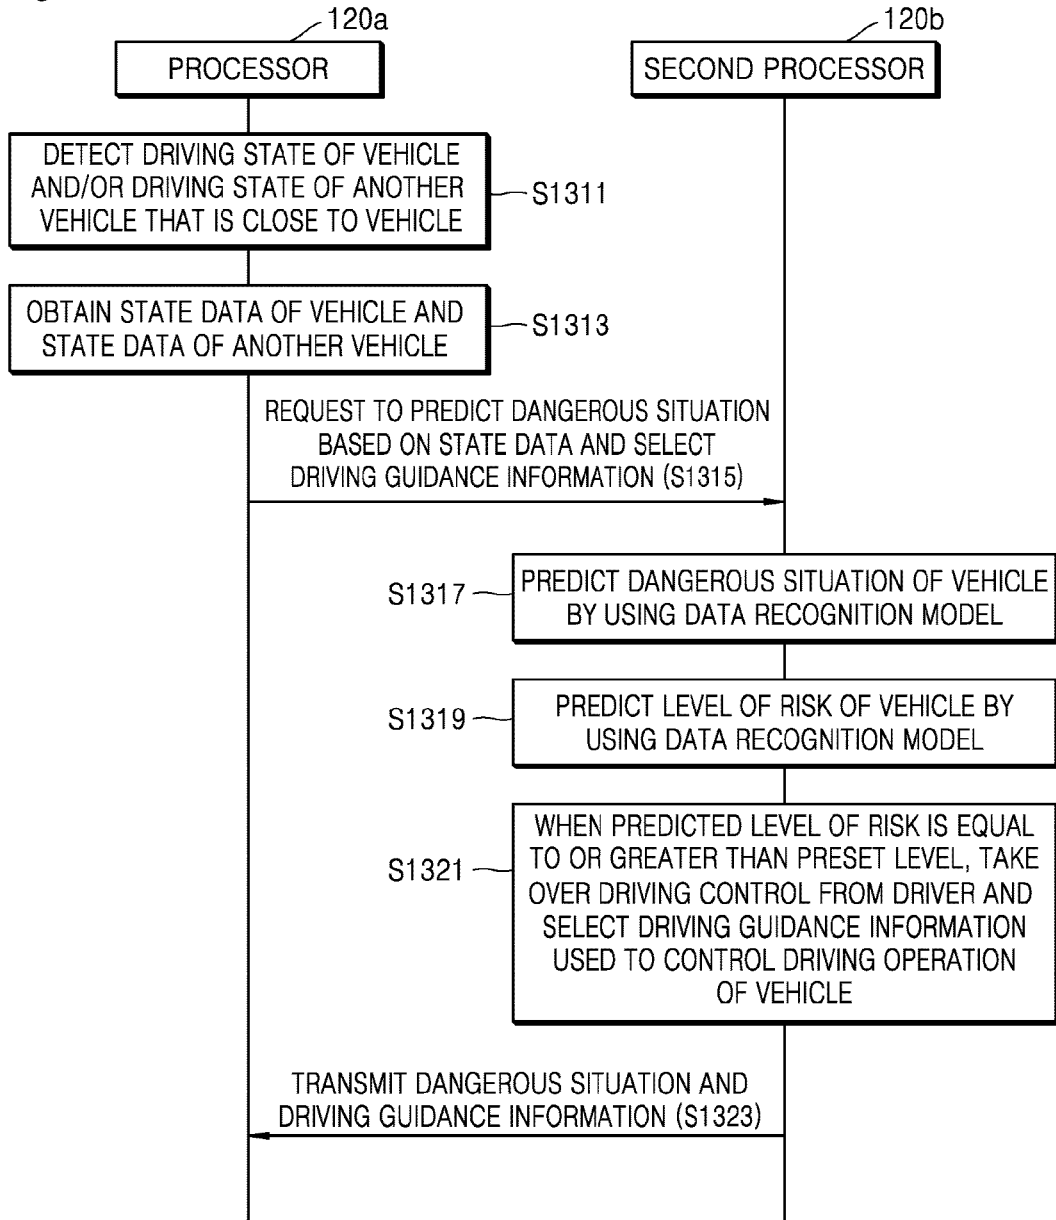 120a
120b
PROCESSOR
SECOND PROCESSOR
DETECT DRIVING STATE OF VEHICLE
AND/OR DRIVING STATE OF ANOTHER
VEHICLE THAT IS CLOSE TO VEHICLE
S1311
OBTAIN STATE DATA OF VEHICLE AND
STATE DATA OF ANOTHER VEHICLE
S1313
REQUEST TO PREDICT DANGEROUS SITUATION
BASED ON STATE DATA AND SELECT
DRIVING GUIDANCE INFORMATION (S1315)
S1317
PREDICT DANGEROUS SITUATION OF VEHICLE
BY USING DATA RECOGNITION MODEL
S1319
PREDICT LEVEL OF RISK OF VEHICLE BY
USING DATA RECOGNITION MODEL
S1321
WHEN PREDICTED LEVEL OF RISK IS EQUAL
TO OR GREATER THAN PRESET LEVEL, TAKE
OVER DRIVING CONTROL FROM DRIVER AND
SELECT DRIVING GUIDANCE INFORMATION
USED TO CONTROL DRIVING OPERATION
OF VEHICLE
TRANSMIT DANGEROUS SITUATION AND
DRIVING GUIDANCE INFORMATION (S1323)